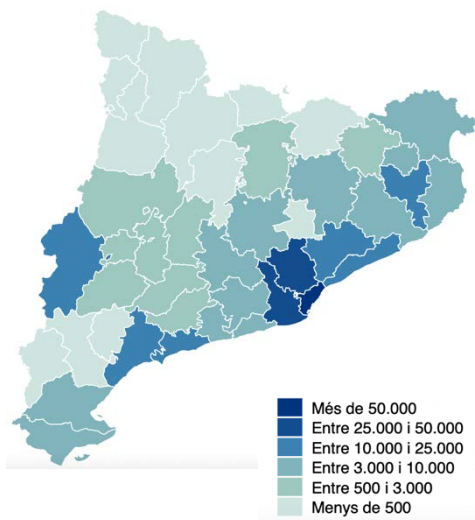 Més de 50.000
Entre 25.000 i 50.000
Entre 10.000 i 25.000
Entre 3.000 i 10.000
Entre 500 i 3.000
Menys de 500